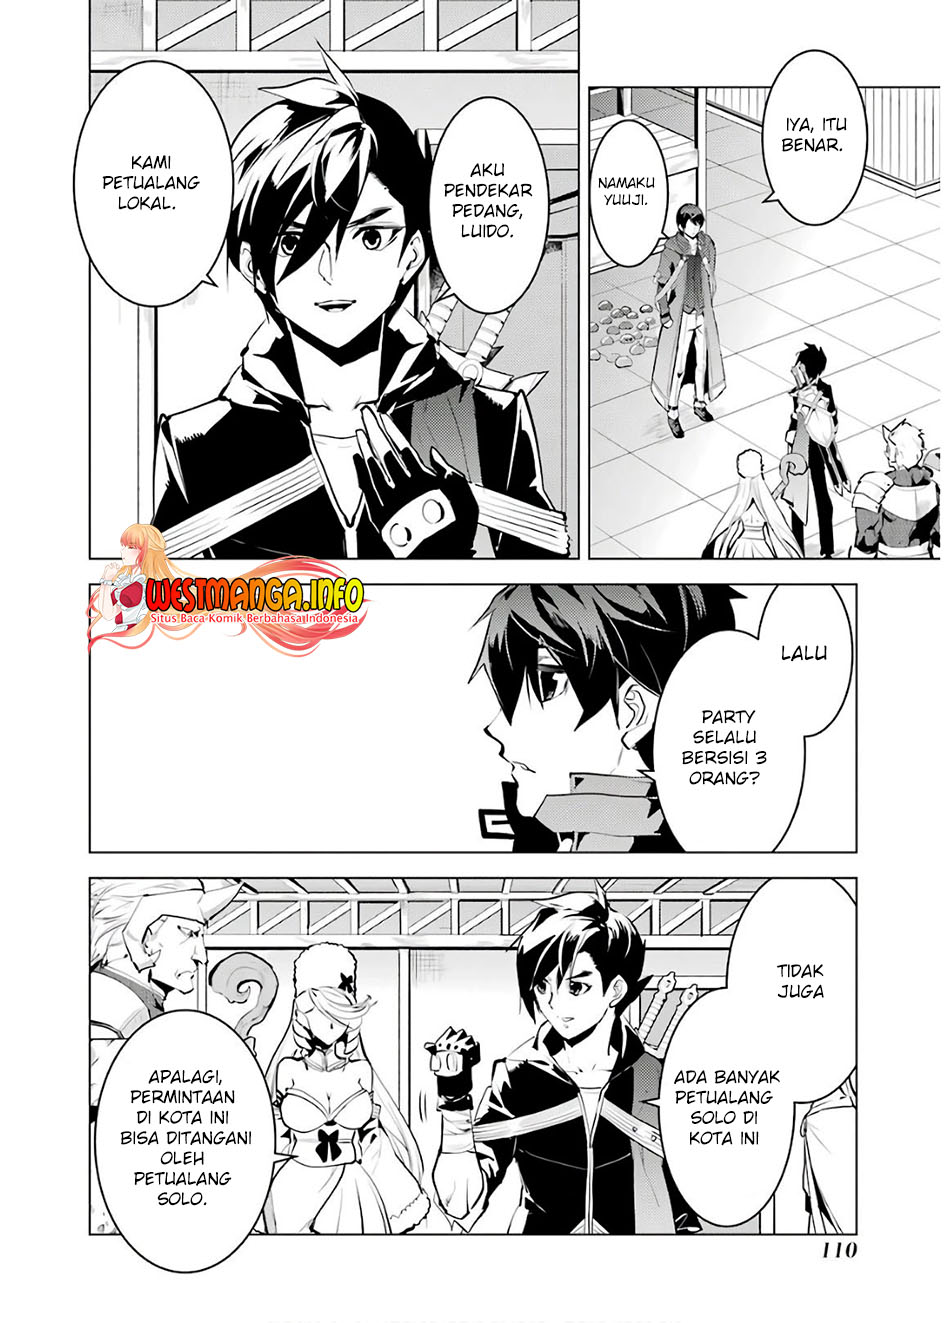 IYA, ITU
BENAR.
NAMAKU
YUUJI.
AKU
PENDEKAR
PEDANG,
LUIDO.
KAMI
PETUALANG
LOKAL.
WESTMANGA.INFO
Situs Baca Komik Berbahasa Indonesia
LALU
PARTY
SELALU
BERSISI 3
ORANG?
TIDAK
JUGA
ADA BANYAK
PETUALANG
SOLO DI
KOTA INI
APALAGI,
PERMINTAAN
DI KOTA INI
BISA DITANGANI
OLEH
PETUALANG
SOLO.
110